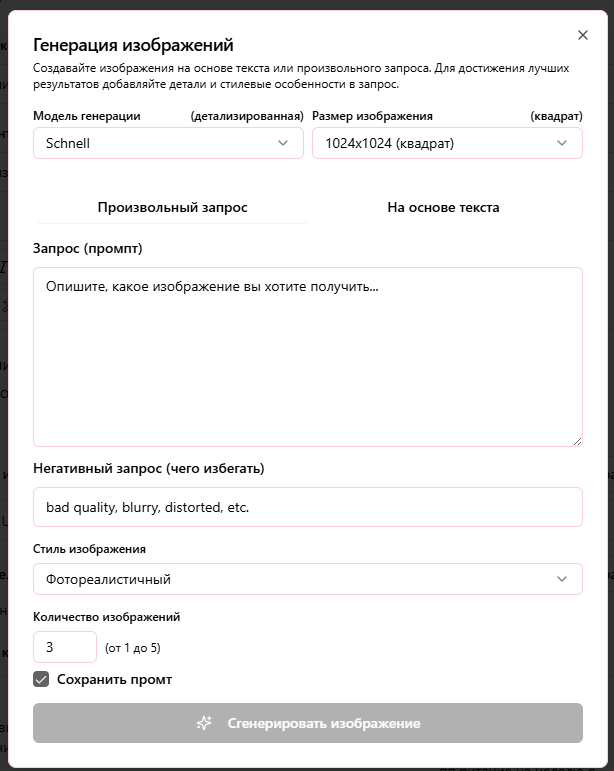 Генерация изображений
Создавайте изображения на основе текста или произвольного запроса. Для достижения лучших
результатов добавляйте детали и стилевые особенности в запрос.
Модель генерации (детализированная) Размер изображения (квадрат)
Schnell 1024x1024 (квадрат)
Произвольный запрос На основе текста
Запрос (промпт)
Опишите, какое изображение вы хотите получить...
Негативный запрос (чего избегать)
bad quality, blurry, distorted, etc.
Стиль изображения
Фотореалистичный
Количество изображений
3 (от 1 до 5)
Сохранить промт
Сгенерировать изображение